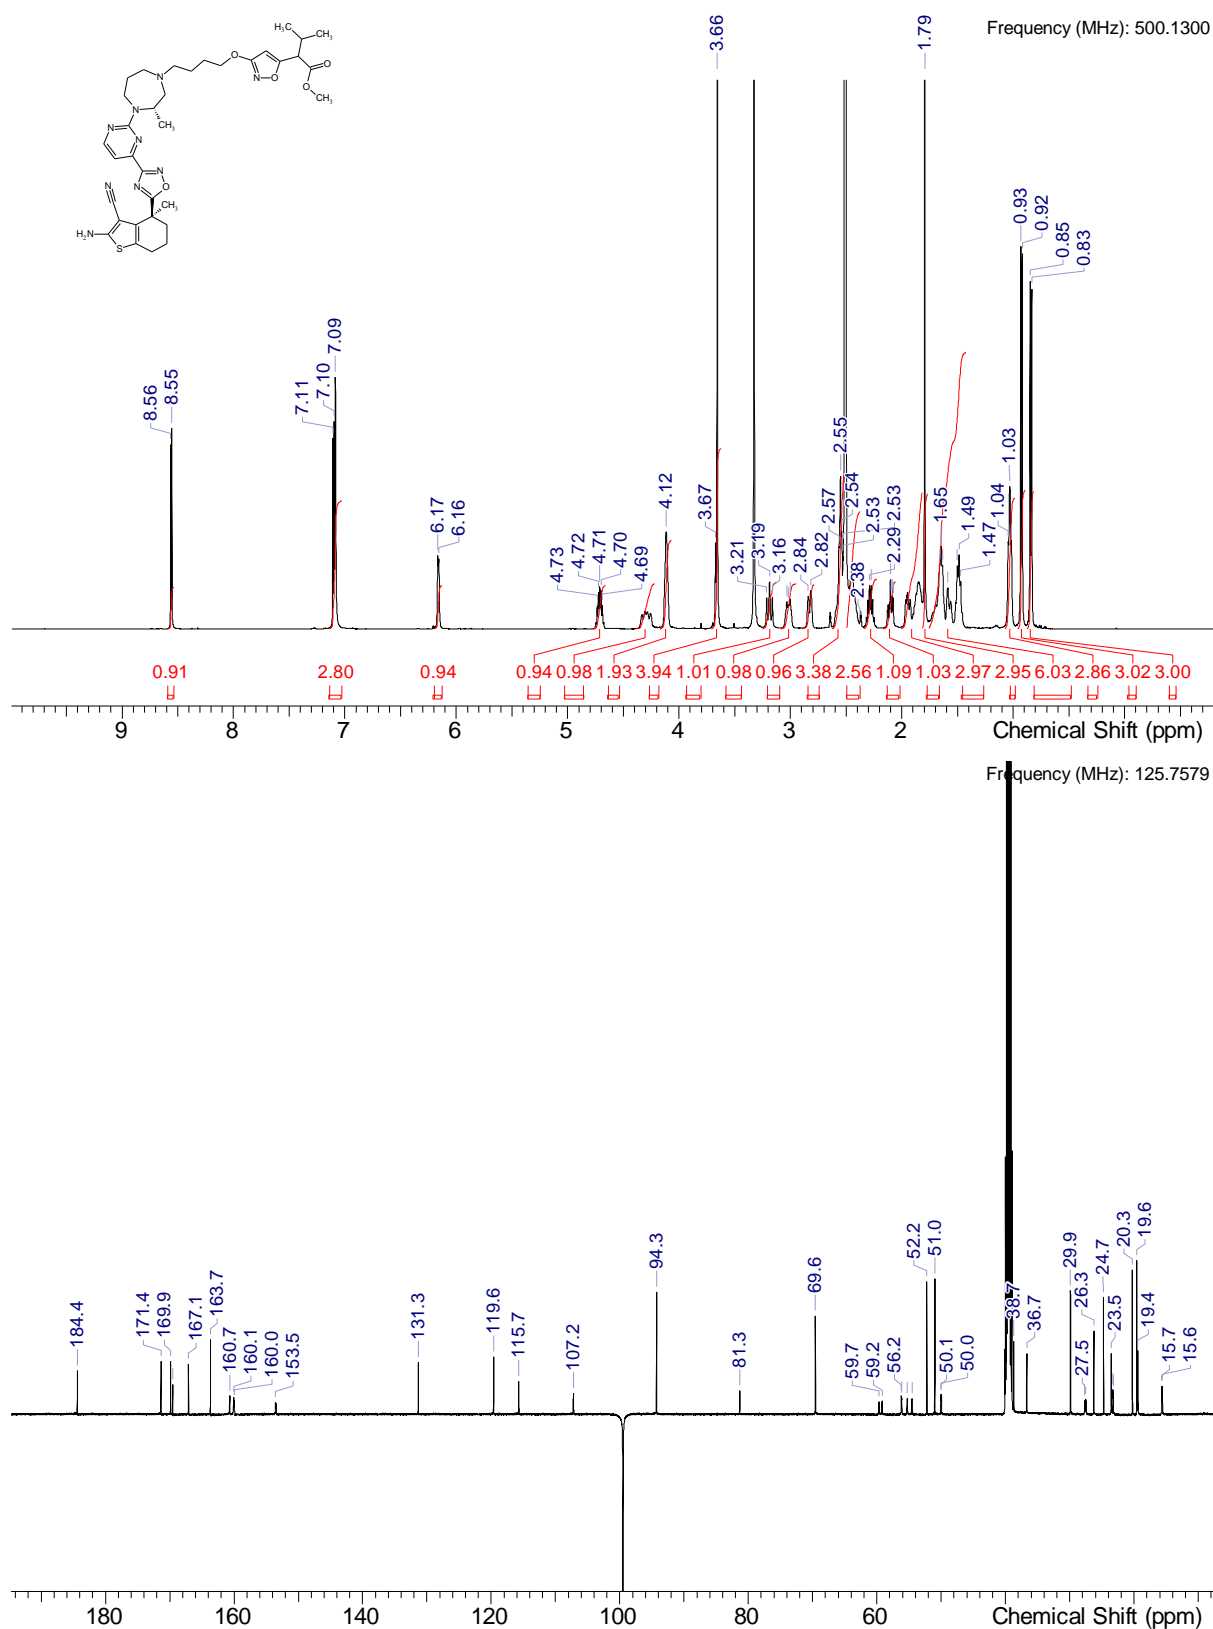 Frequency (MHz): 500.1300
H₃C
CH₃
O
O
N
N
O
O
CH₃
N
CH₃
N
N
N
N
N
O
N
CH₃
H₂N
S
8.56
8.55
7.11
7.10
7.09
6.17
6.16
4.73
4.72
4.71
4.70
4.69
4.12
3.67
3.66
3.21
3.19
3.16
2.84
2.82
2.57
2.55
2.54
2.53
2.53
2.38
2.29
1.79
1.65
1.49
1.47
1.04
1.03
0.93
0.92
0.85
0.83
0.91 2.80 0.94 0.94 0.98 1.93 3.94 1.01 0.98 0.96 3.38 2.56 1.09 1.03 2.97 2.95 6.03 2.86 3.02 3.00
9 8 7 6 5 4 3 2 Chemical Shift (ppm)
Frequency (MHz): 125.7579
184.4
171.4
169.9
167.1
163.7
160.7
160.1
160.0
153.5
131.3
119.6
115.7
107.2
94.3
81.3
69.6
59.7
59.2
56.2
52.2
51.0
50.1
50.0
38.7
36.7
29.9
27.5
26.3
24.7
23.5
20.3
19.6
19.4
15.7
15.6
180 160 140 120 100 80 60 Chemical Shift (ppm)